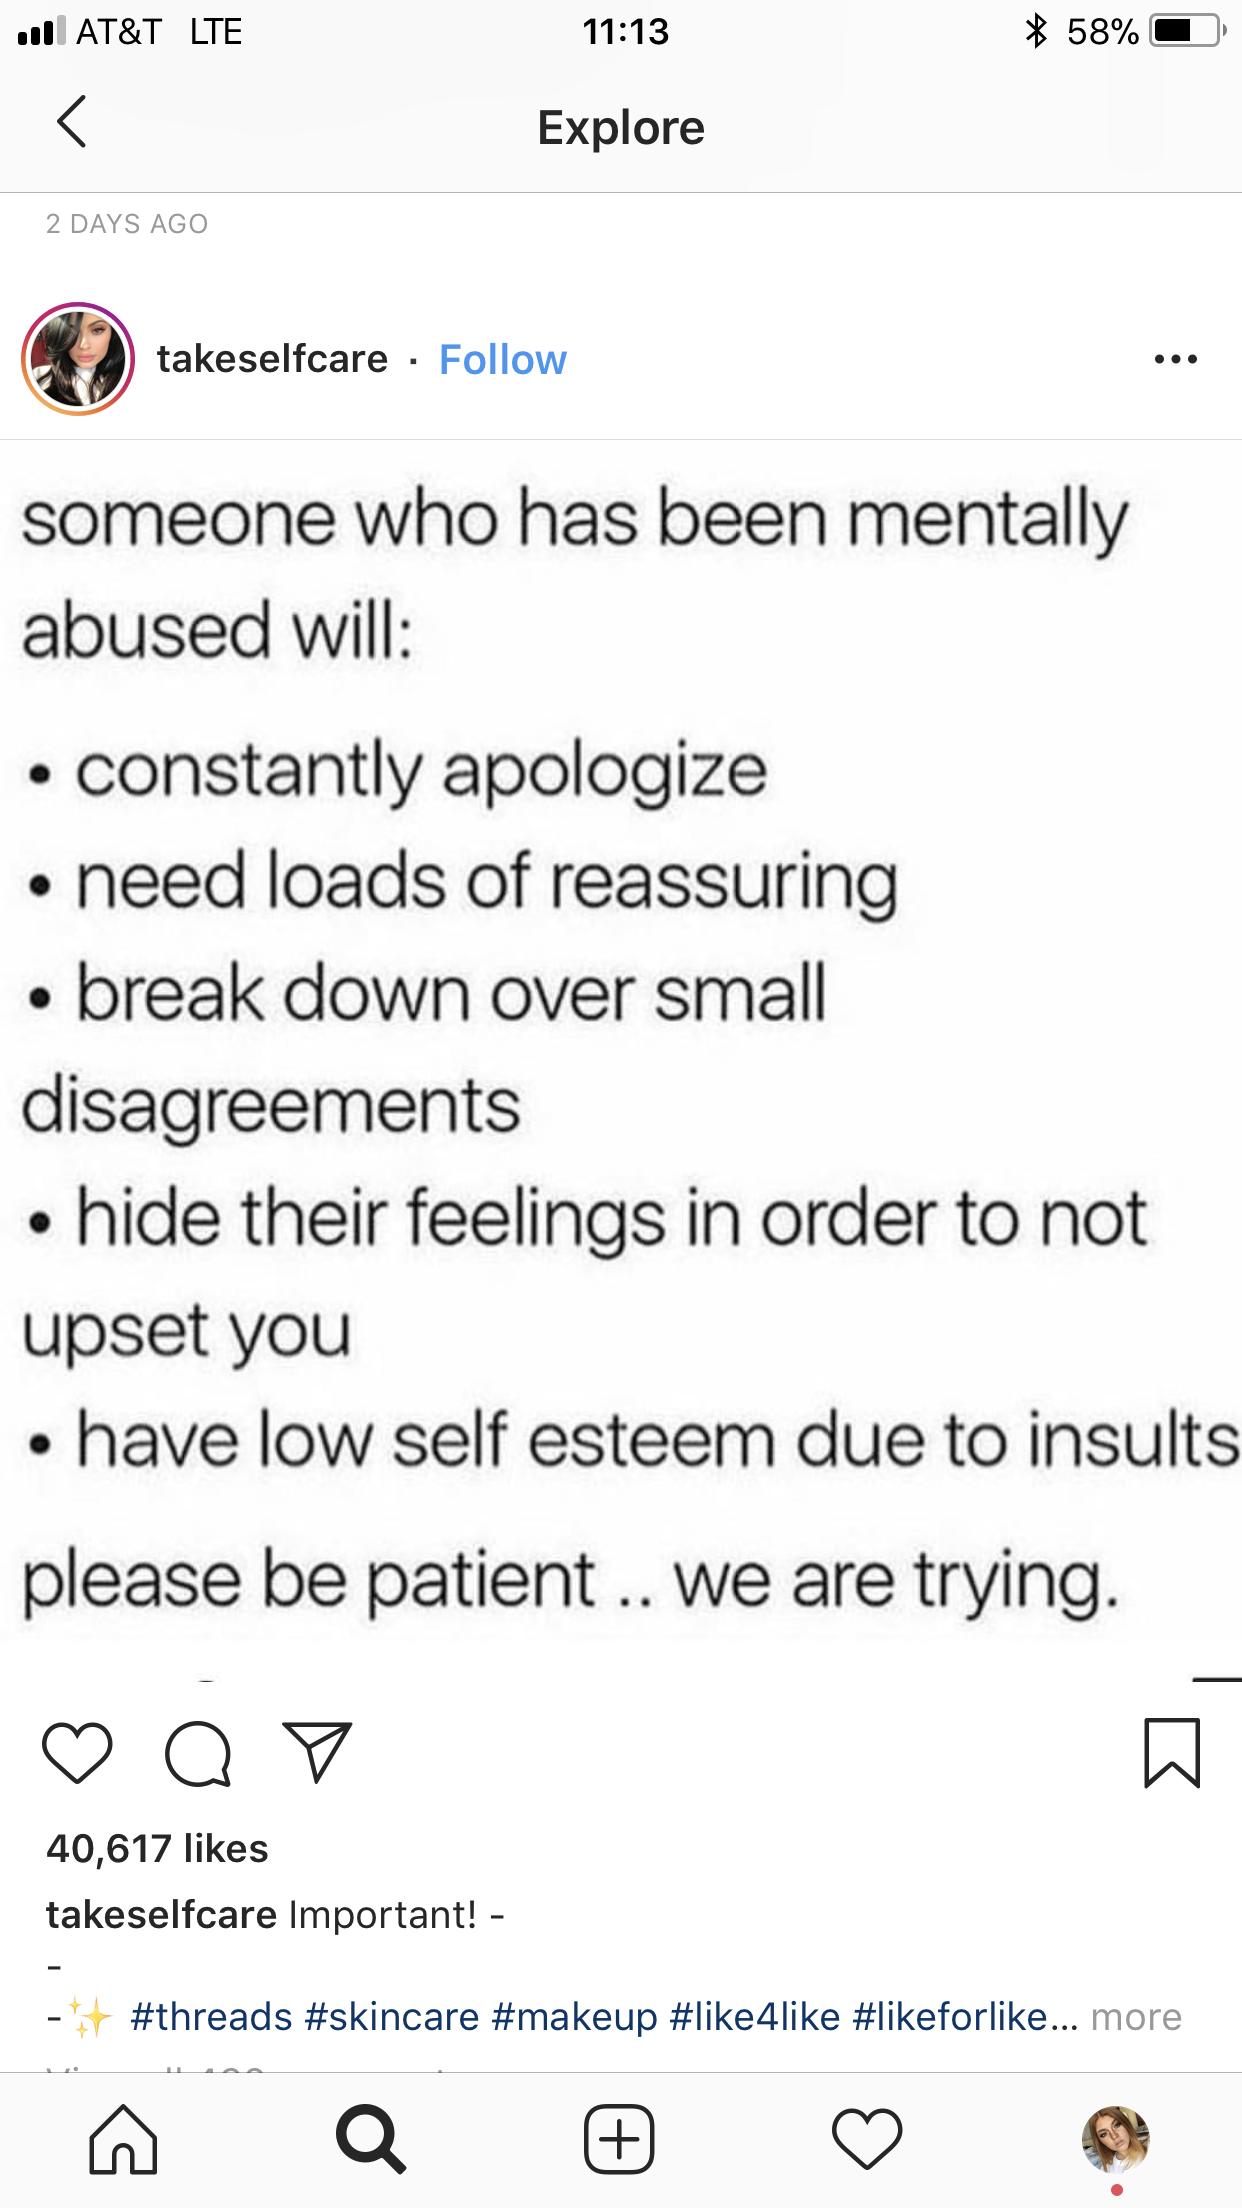 AT&T LTE 11:13 58%
Explore
2 DAYS AGO
takeselfcare · Follow
someone who has been mentally
abused will:
• constantly apologize
• need loads of reassuring
• break down over small
disagreements
• hide their feelings in order to not
upset you
• have low self esteem due to insults
please be patient .. we are trying.
40,617 likes
takeselfcare Important! -
-
-✨ #threads #skincare #makeup #like4like #likeforlike... more